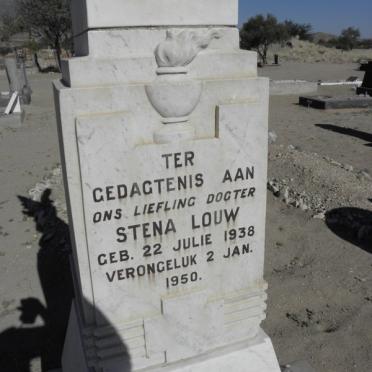 TER
GEDAGTENIS AAN
ONS LIEFLING DOGTER
STENA LOUW
GEB. 22 JULIE 1938
VERONGELUK 2 JAN.
1950.